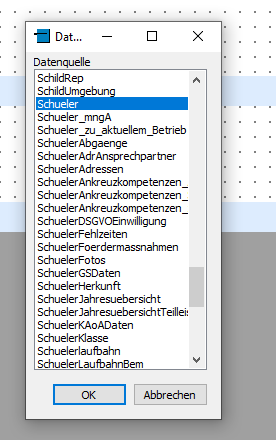 Dat...
Datenquelle
SchildRep
SchildUmgebung
Schueler
Schueler_mngA
Schueler_zu_aktuellem_Betrieb
SchuelerAbgaenge
SchuelerAdrAnsprechpartner
SchuelerAdressen
SchuelerAnkreuzkompetenzen_
SchuelerAnkreuzkompetenzen_
SchuelerAnkreuzkompetenzen_
SchuelerDSGVOEinwilligung
SchuelerFehlzeiten
SchuelerFoerdermassnahmen
SchuelerFotos
SchuelerGSDaten
SchuelerHerkunft
SchuelerJahresuebersicht
SchuelerJahresuebersichtTeilleis
SchuelerKAoADaten
SchuelerKlasse
Schuelerlaufbahn
SchuelerLaufbahnBem
OK
Abbrechen